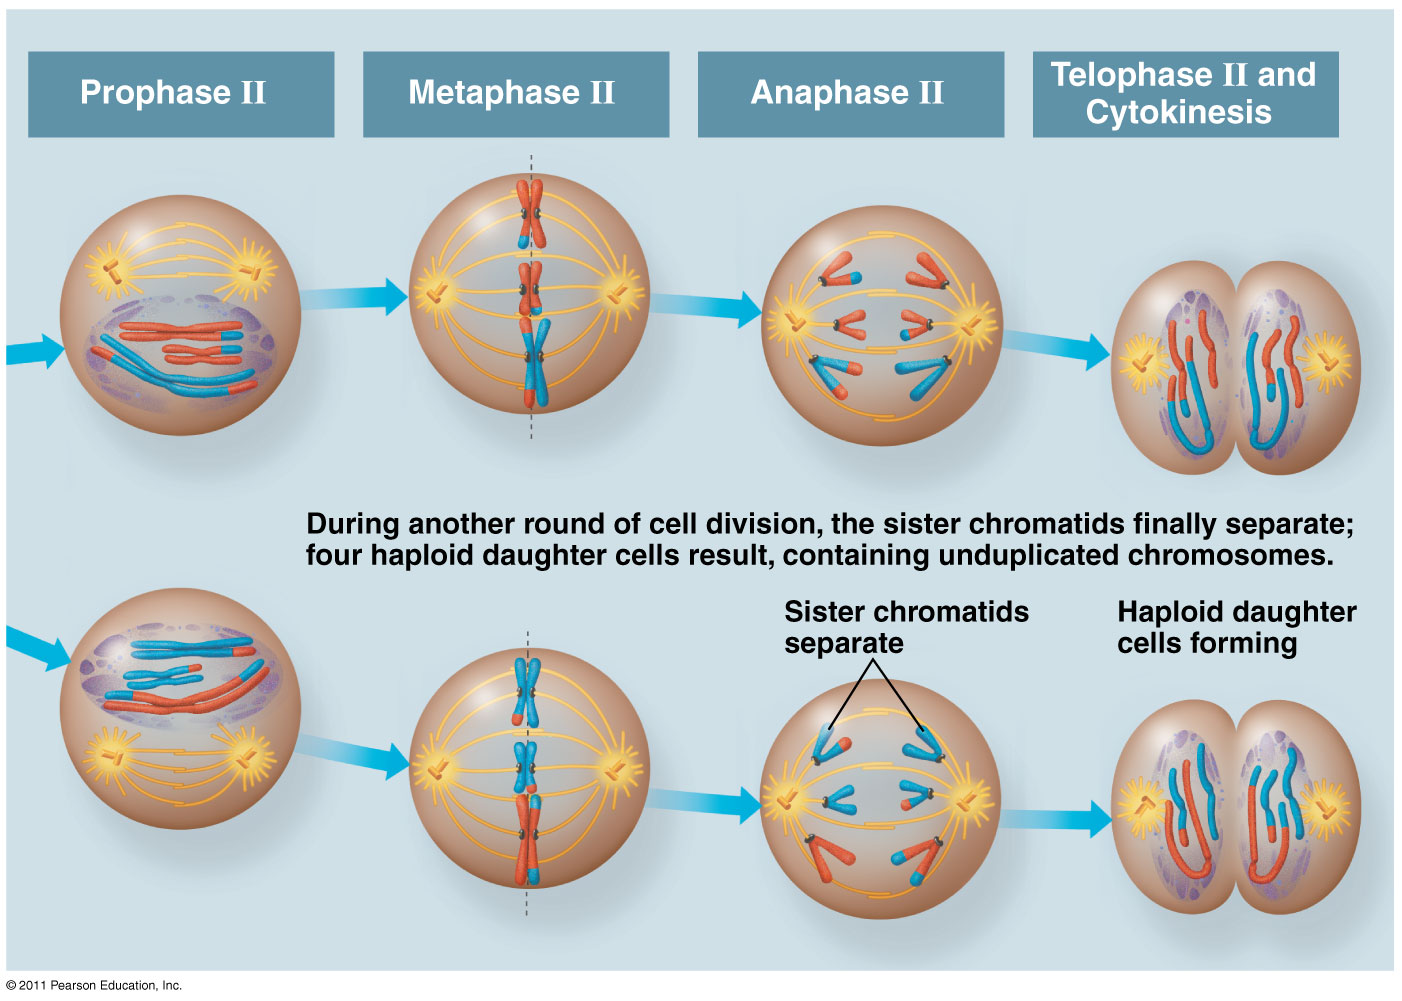 Prophase II
Metaphase II
Anaphase II
Telophase II and
Cytokinesis
During another round of cell division, the sister chromatids finally separate;
four haploid daughter cells result, containing unduplicated chromosomes.
Sister chromatids
separate
Haploid daughter
cells forming
© 2011 Pearson Education, Inc.